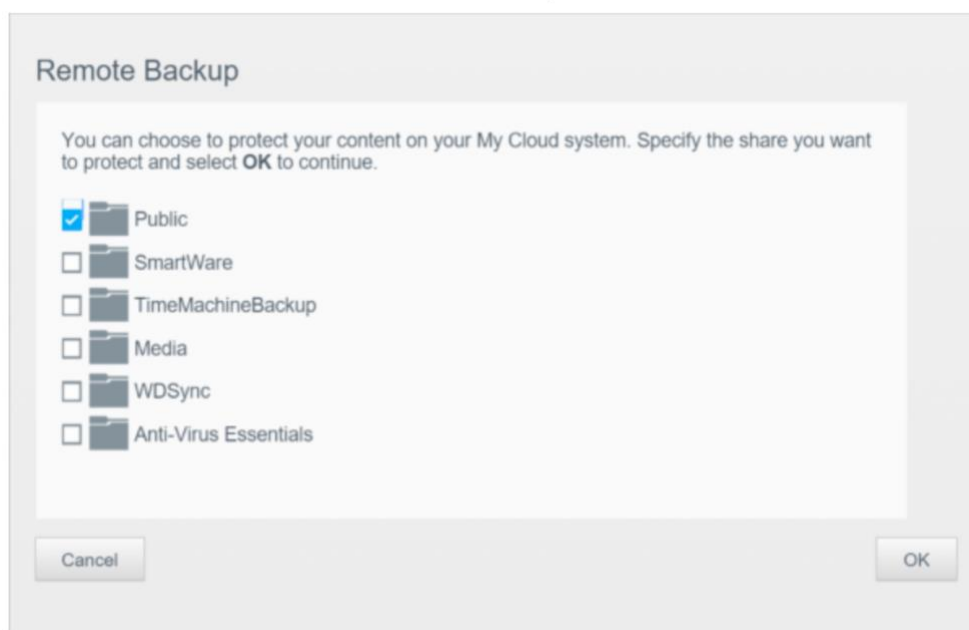 Remote Backup
You can choose to protect your content on your My Cloud system. Specify the share you want
to protect and select OK to continue.
Public
SmartWare
TimeMachineBackup
Media
WDSync
Anti-Virus Essentials
Cancel
OK